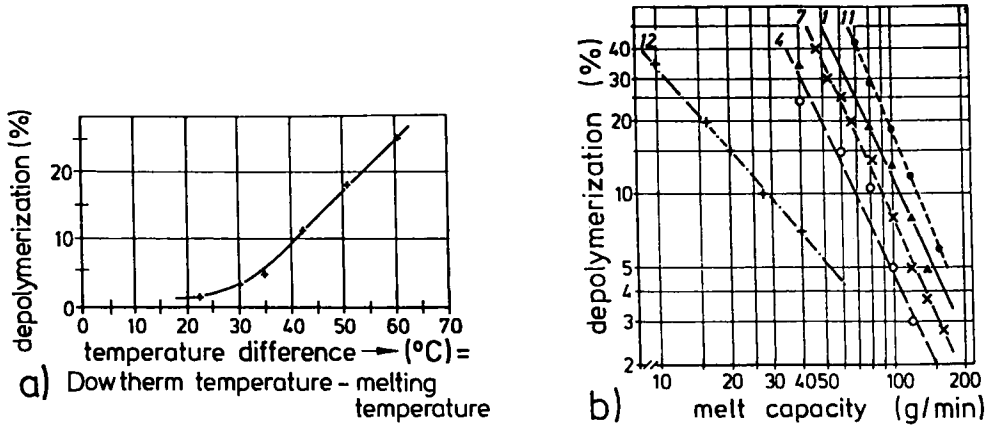 depolymerization (%)
20
10
0
0 10 20 30 40 50 60 70
temperature difference → (°C) =
a) Dowtherm temperature - melting
temperature
depolymerization (%)
12 4 7 1 11
40
30
20
10
5
4
3
2
10 20 30 40 50 100 200
b) melt capacity (g/min)